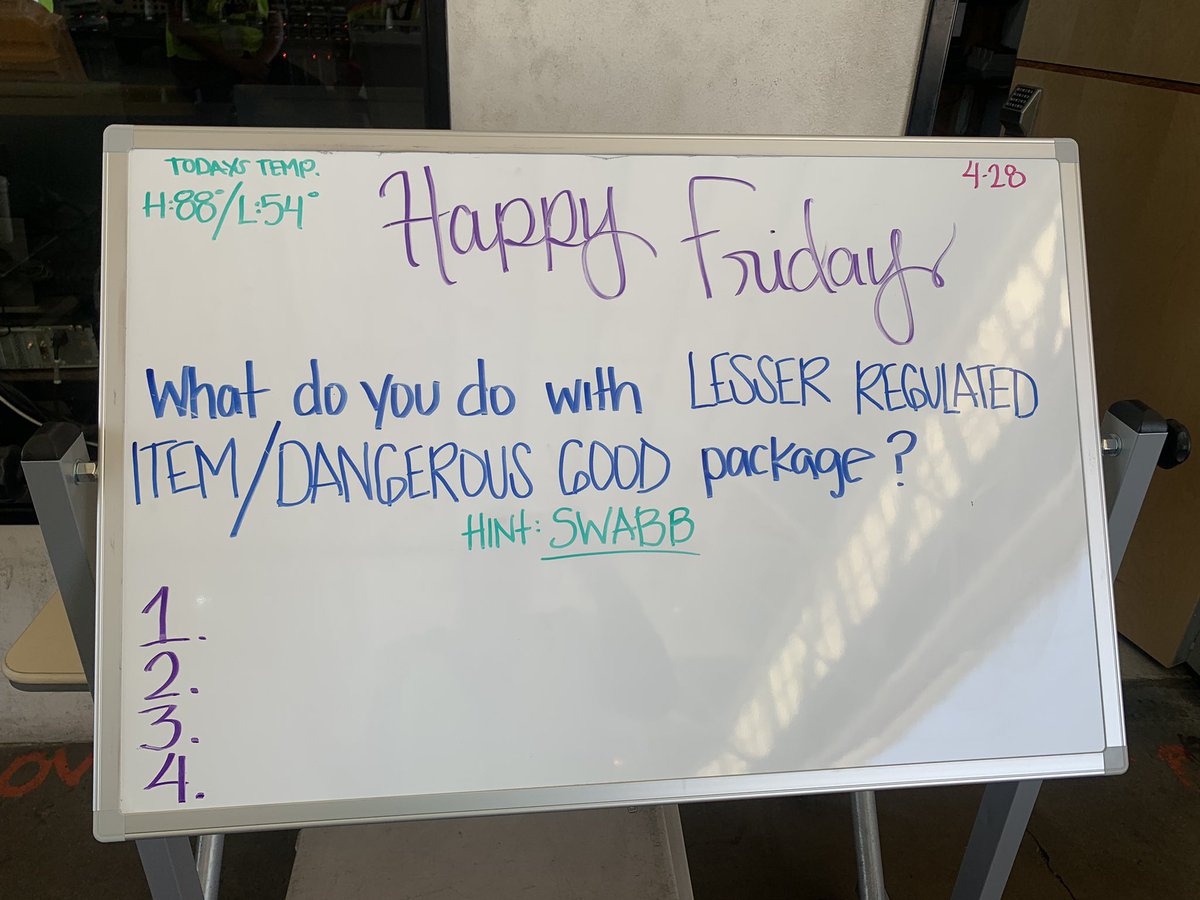 TODAYS TEMP.
H:88°/L:54°
4-28
Happy Friday
What do you do with LESSER REGULATED
ITEM/DANGEROUS GOOD package?
HINT: SWABB
1.
2.
3.
4.
OV